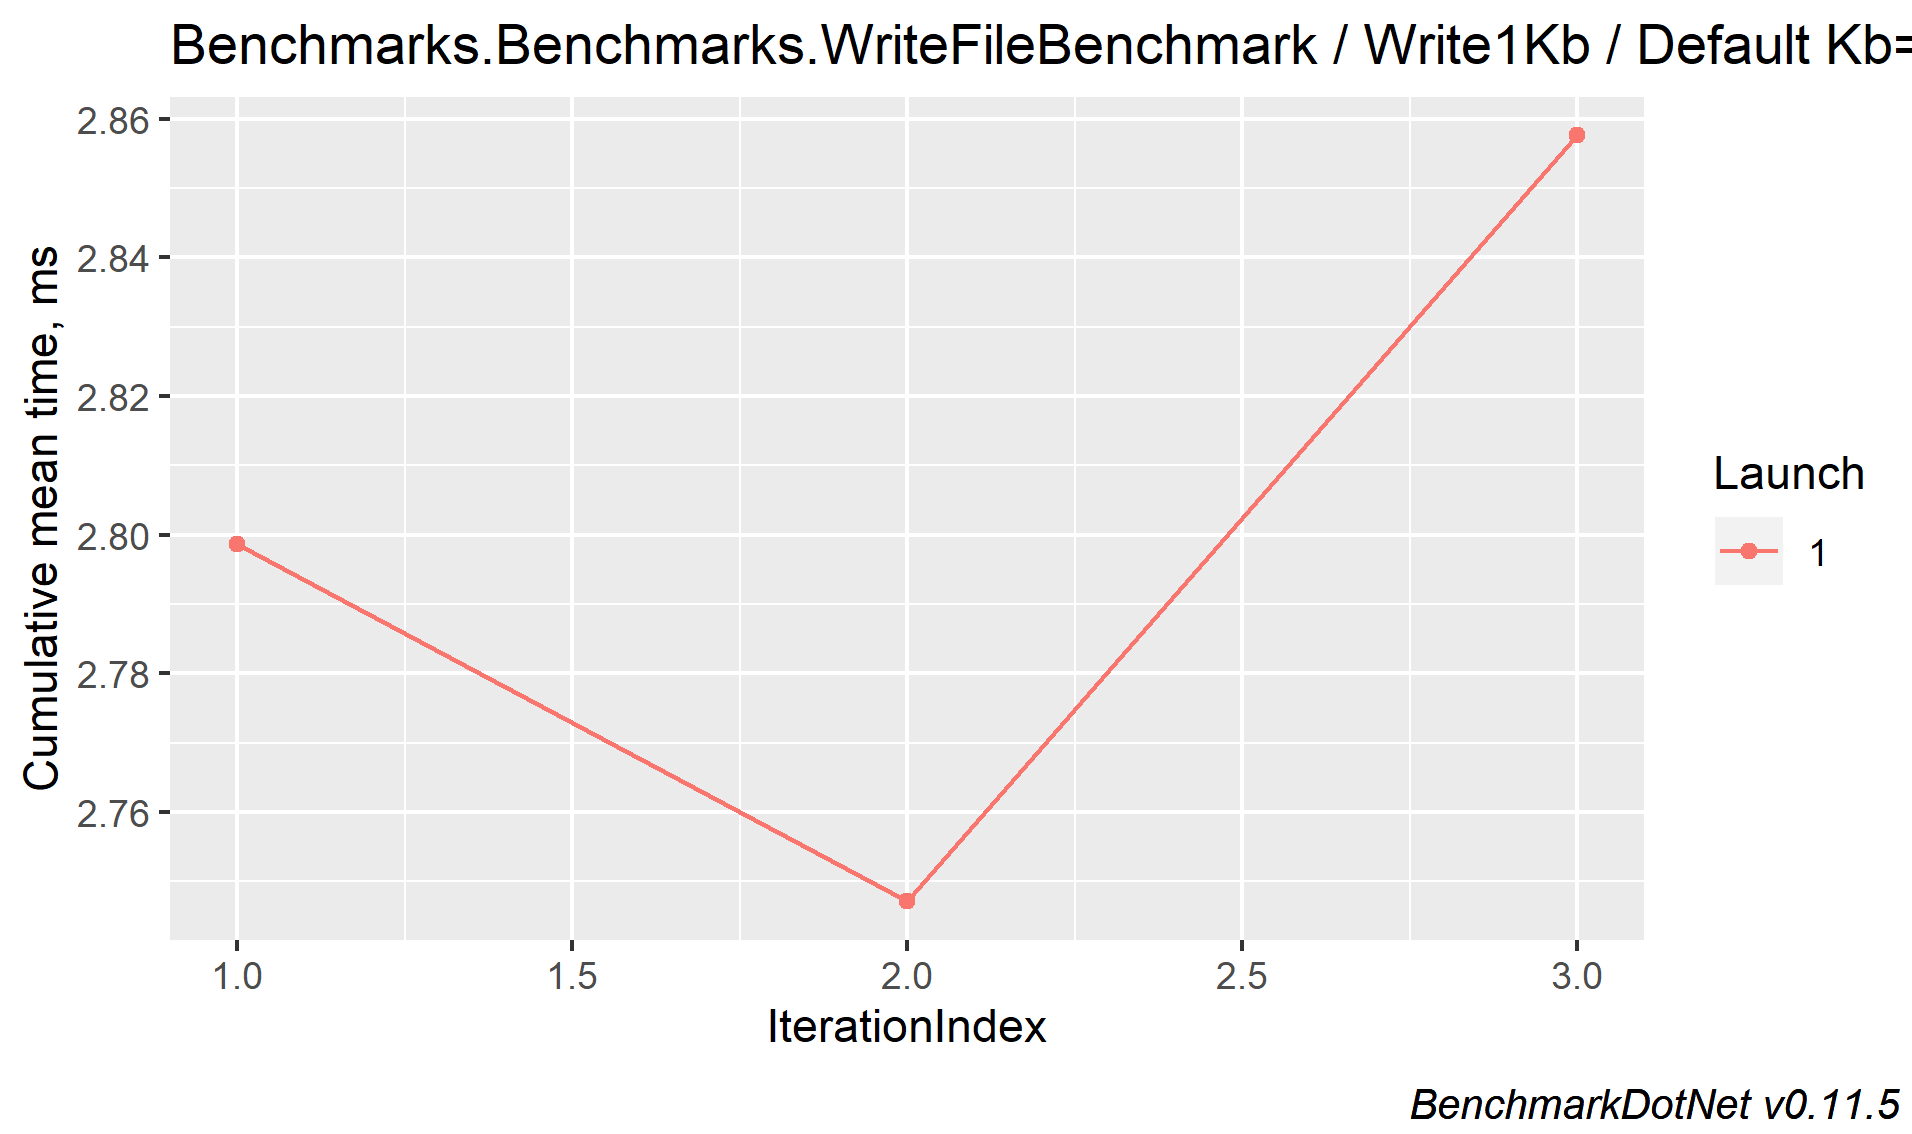 Benchmarks.Benchmarks.WriteFileBenchmark / Write1Kb / Default Kb=
2.86
2.84
2.82
2.80
2.78
2.76
Cumulative mean time, ms
1.0 1.5 2.0 2.5 3.0
IterationIndex
Launch
1
BenchmarkDotNet v0.11.5